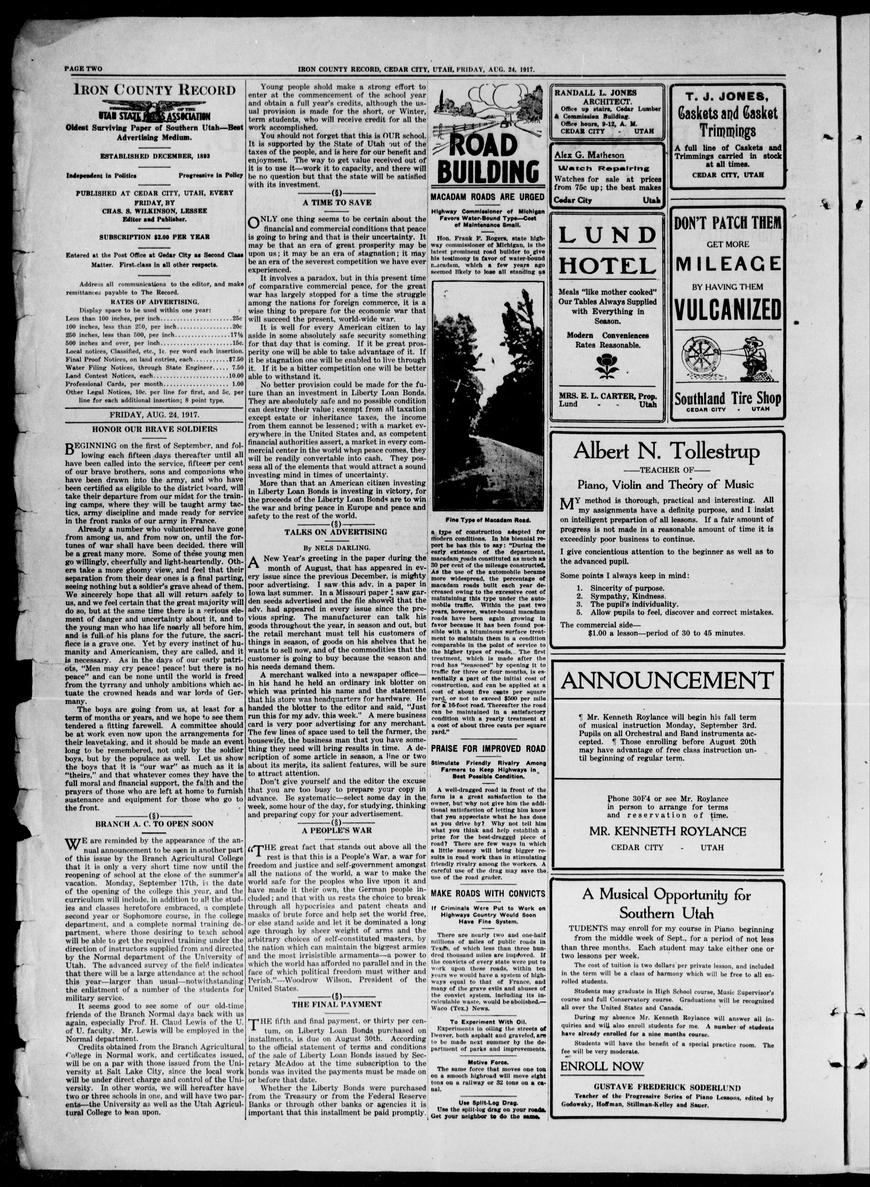 PAGE TWO
IRON COUNTY RECORD, CEDAR CITY, UTAH, FRIDAY, AUG. 24, 1917.
IRON COUNTY RECORD
MEMBER OF THE
UTAH STATE PRESS ASSOCIATION
Oldest Surviving Paper of Southern Utah—Best
Advertising Medium.
ESTABLISHED DECEMBER, 1893
Independent in Politics Progressive in Policy
PUBLISHED AT CEDAR CITY, UTAH, EVERY
FRIDAY, BY
CHAS. S. WILKINSON, LESSEE
Editor and Publisher.
SUBSCRIPTION $2.00 PER YEAR
Entered at the Post Office at Cedar City as Second Class
Matter. First-class in all other respects.
Address all communications to the editor, and make
remittances payable to The Record.
RATES OF ADVERTISING.
Display space to be used within one year:
Less than 100 inches, per inch....................25c
100 inches, less than 250, per inch...............20c
250 inches, less than 500, per inch...............17½
500 inches and over, per inch.....................15c.
Local notices, Classified, etc., 1c. per word each insertion.
Final Proof Notices, on land entries, each.........$7.50
Water Filing Notices, through State Engineer..... 7.50
Land Contest Notices, each.......................10.00
Professional Cards, per month.................... 1.00
Other Legal Notices, 10c. per line for first, and 5c. per
line for each additional insertion; 8 point type.
FRIDAY, AUG. 24, 1917.
HONOR OUR BRAVE SOLDIERS
BEGINNING on the first of September, and fol-
lowing each fifteen days thereafter until all
have been called into the service, fifteen per cent
of our brave brothers, sons and companions who
have been drawn into the army, and who have
been certified as eligible to the district board, will
take their departure from our midst for the train-
ing camps, where they will be taught army tac-
tics, army discipline and made ready for service
in the front ranks of our army in France.
Already a number who volunteered have gone
from among us, and from now on, until the for-
tunes of war shall have been decided, there will
be a great many more. Some of these young men
go willingly, cheerfully and light-heartedly. Oth-
ers take a more gloomy view, and feel that their
separation from their dear ones is a final parting,
seeing nothing but a soldier's grave ahead of them.
We sincerely hope that all will return safely to
us, and we feel certain that the great majority will
do so, but at the same time there is a serious ele-
ment of danger and uncertainty about it, and to
the young man who has life nearly all before him,
and is full of his plans for the future, the sacri-
fiece is a grave one. Yet by every instinct of hu-
manity and Americanism, they are called, and it
is necessary. As in the days of our early patri-
ots, "Men may cry peace! peace! but there is no
peace" and can be none until the world is freed
from the tyranny and unholy ambitions which ac-
tuate the crowned heads and war lords of Ger-
many.
The boys are going from us, at least for a
term of months or years, and we hope to see them
tendered a fitting farewell. A committee should
be at work even now upon the arrangements for
their leavetaking, and it should be made an event
long to be remembered, not only by the soldier
boys, but by the populace as well. Let us show
the boys that it is "our war" as much as it is
"theirs," and that whatever comes they have the
full moral and financial support, the faith and the
prayers of those who are left at home to furnish
sustenance and equipment for those who go to
the front.
($)
BRANCH A. C. TO OPEN SOON
WE are reminded by the appearance of the an-
nual announcement to be seen in another part
of this issue by the Branch Agricultural College
that it is only a very short time now until the
reopening of school at the close of the summer's
vacation. Monday, September 17th, is the date
of the opening of the college this year, and the
curriculum will include, in addition to all the stud-
ies and classes heretofore embraced, a complete
second year or Sophomore course, in the college
department, and a complete normal training de-
partment, where those desiring to teach school
will be able to get the required training under the
direction of instructors supplied from and directed
by the Normal department of the University of
Utah. The advanced survey of the field indicates
that there will be a large attendance at the school
this year—larger than usual—notwithstanding
the enlistment of a number of the students for
military service.
It seems good to see some of our old-time
friends of the Branch Normal days back with us
again, especially Prof. H. Claud Lewis of the U.
of U. faculty. Mr. Lewis will be employed in the
Normal department.
Credits obtained from the Branch Agricultural
College in Normal work, and certificates issued,
will be on a par with those issued from the Uni-
versity at Salt Lake City, since the local work
will be under direct charge and control of the Uni-
versity. In other words, we will hereafter have
two or three schools in one, and will have two par-
ents—the University as well as the Utah Agricul-
tural College to lean upon.
Young people shold make a strong effort to
enter at the commencement of the school year
and obtain a full year's credits, although the us-
ual provision is made for the short, or Winter,
term students, who will receive credit for all the
work accomplished.
You should not forget that this is OUR school.
It is supported by the State of Utah out of the
taxes of the people, and is here for our benefit and
enjoyment. The way to get value received out of
it is to use it—work it to capacity, and there will
be no question but that the state will be satisfied
with its investment.
($)
A TIME TO SAVE
ONLY one thing seems to be certain about the
financial and commercial conditions that peace
is going to bring and that is their uncertainty. It
may be that an era of great prosperity may be
upon us; it may be an era of stagnation; it may
be an era of the severest competition we have ever
experienced.
It involves a paradox, but in this present time
of comparative commercial peace, for the great
war has largely stopped for a time the struggle
among the nations for foreign commerce, it is a
wise thing to prepare for the economic war that
will succeed the present, world-wide war.
It is well for every American citizen to lay
aside in some absolutely safe security something
for that day that is coming. If it be great pros-
perity one will be able to take advantage of it. If
it be stagnation one will be enabled to live through
it. If it be a bitter competition one will be better
able to withstand it.
No better provision could be made for the fu-
ture than an investment in Liberty Loan Bonds.
They are absolutely safe and no possible condition
can destroy their value; exempt from all taxation
except estate or inheritance taxes, the income
from them cannot be lessened; with a market ev-
erywhere in the United States and, as competent
financial authorities assert, a market in every com-
mercial center in the world when peace comes, they
will be readily convertable into cash. They pos-
sess all of the elements that would attract a sound
investing mind in times of uncertainty.
More than that an American citizen investing
in Liberty Loan Bonds is investing in victory, for
the proceeds of the Liberty Loan Bonds are to win
the war and bring peace in Europe and peace and
safety to the rest of the world.
($)
TALKS ON ADVERTISING
By NELS DARLING.
A New Year's greeting in the paper during the
month of August, that has appeared in ev-
ery issue since the previous December, is mighty
poor advertising. I saw this adv. in a paper in
Iowa last summer. In a Missouri paper I saw gar-
den seeds advertised and the file showed that the
adv. had appeared in every issue since the pre-
vious spring. The manufacturer can talk his
goods throughout the year, in season and out, but
the retail merchant must tell his customers of
things in season, of goods on his shelves that he
wants to sell now, and of the commodities that the
customer is going to buy because the season and
his needs demand them.
A merchant walked into a newspaper office—
in his hand he held an ordinary ink blotter on
which was printed his name and the statement
that his store was headquarters for hardware. He
handed the blotter to the editor and said, "Just
run this for my adv. this week." A mere business
card is very poor advertising for any merchant.
The few lines of space used to tell the farmer, the
housewife, the business man that you have some-
thing they need will bring results in time. A de-
scription of some article in season, a line or two
about its merits, its salient features, will be sure
to attract attention.
Don't give yourself and the editor the excuse
that you are too busy to prepare your copy in
advance. Be systematic—select some day in the
week, some hour of the day, for studying, thinking
and preparing copy for your advertisement.
($)
A PEOPLE'S WAR
"THE great fact that stands out above all the
rest is that this is a People's War, a war for
freedom and justice and self-government amongst
all the nations of the world, a war to make the
world safe for the peoples who live upon it and
have made it their own, the German people in-
cluded; and that with us rests the choice to break
through all hypocrisies and patent cheats and
masks of brute force and help set the world free,
or else stand aside and let it be dominated a long
age through by sheer weight of arms and the
arbitrary choices of self-constituted masters, by
the nation which can maintain the biggest armies
and the most irrisistible armaments—a power to
which the world has afforded no parallel and in the
face of which political freedom must wither and
Perish."—Woodrow Wilson, President of the
United States.
($)
THE FINAL PAYMENT
THE fifth and final payment, or thirty per cen-
tum, on Liberty Loan Bonds purchased on
installments, is due on August 30th. According
to the official statement of terms and conditions
of the sale of Liberty Loan Bonds issued by Sec-
retary McAdoo at the time subscription to the
bonds was invited the payments must be made on
or before that date.
Whether the Liberty Bonds were purchased
from the Treasury or from the Federal Reserve
Banks or through other banks or agencies it is
important that this installment be paid promptly.
ROAD
BUILDING
MACADAM ROADS ARE URGED
Highway Commissioner of Michigan
Favors Water-Bound Type—Cost
of Maintenance Small.
Hon. Frank F. Rogers, state high-
way commissioner of Michigan, is the
latest prominent road builder to give
his testimony in favor of water-bound
macadam, which a few years ago
seemed likely to lose all standing as
Fine Type of Macadam Road.
a type of construction adapted for
modern conditions. In his biennial re-
port he has this to say: "During the
early existence of the department,
macadam roads constituted as much as
30 per cent of the mileage constructed.
As the use of the automobile became
more widespread, the percentage of
macadam roads built each year de-
creased owing to the excessive cost of
maintaining this type under the auto-
mobile traffic. Within the past two
years, however, water-bound macadam
roads have been again growing in
favor because it has been found pos-
sible with a bituminous surface treat-
ment to maintain them in a condition
comparable in the point of service to
the higher types of roads. The first
treatment, which is made after the
road has "seasoned" by opening it to
traffic for three or four months, is es-
sentially a part of the initial cost of
construction, and can be applied at a
cost of about five cents per square
yard, or not to exceed $500 per mile
for a 16-foot road. Thereafter the road
can be maintained in a satisfactory
condition with a yearly treatment at
a cost of about three cents per square
yard."
PRAISE FOR IMPROVED ROAD
Stimulate Friendly Rivalry Among
Farmers to Keep Highways in
Best Possible Condition.
A well-dragged road in front of the
farm is a great satisfaction to the
owner, but why not give him the addi-
tional satisfaction of letting him know
that you appreciate what he has done
as you drive by? Why not tell him
what you think and help establish a
prize for the best-dragged piece of
road? There are few ways in which
a little money will bring bigger re-
sults in road work than in stimulating
friendly rivalry among the workers. A
careful use of the drag may save the
use of the road grader.
MAKE ROADS WITH CONVICTS
If Criminals Were Put to Work on
Highways Country Would Soon
Have Fine System.
There are nearly two and one-half
millions of miles of public roads in
Texas, of which less than three hun-
dred thousand miles are improved. If
the convicts of every state were put to
work upon these roads, within ten
years we would have a system of high-
ways equal to that of France, and
many of the grave evils and abuses of
the convict system, including its in-
calculable waste, would be abolished.—
Waco (Tex.) News.
To Experiment With Oil.
Experiments in oiling the streets of
Denver, both asphalt and graveled, are
to be made next summer by the de-
partment of parks and improvements.
Motive Force.
The same force that moves one ton
on a smooth highroad will move eight
tons on a railway or 32 tons on a ca-
nal.
Use Split-Log Drag.
Use the split-log drag on your roads.
Get your neighbor to do the same.
RANDALL L. JONES
ARCHITECT.
Office up stairs, Cedar Lumber
& Commission Building.
Office hours, 9-12, A. M.
CEDAR CITY - UTAH
Alex G. Matheson
Watch Repairing
Watches for sale at prices
from 75c up; the best makes
Cedar City Utah
T. J. JONES,
Caskets and Casket
Trimmings
A full line of Caskets and
Trimmings carried in stock
at all times.
CEDAR CITY, UTAH
LUND
HOTEL
Meals "like mother cooked"
Our Tables Always Supplied
with Everything in
Season.
Modern Conveniences
Rates Reasonable.
MRS. E. L. CARTER, Prop.
Lund - - Utah
DON'T PATCH THEM
GET MORE
MILEAGE
BY HAVING THEM
VULCANIZED
Southland Tire Shop
CEDAR CITY - UTAH
Albert N. Tollestrup
—TEACHER OF—
Piano, Violin and Theory of Music
MY method is thorough, practical and interesting. All
my assignments have a definite purpose, and I insist
on intelligent prepartion of all lessons. If a fair amount of
progress is not made in a reasonable amount of time it is
exceedinly poor business to continue.
I give concientious attention to the beginner as well as to
the advanced pupil.
Some points I always keep in mind:
1. Sincerity of purpose.
2. Sympathy, Kindness.
3. The pupil's individuality.
5. Allow pupils to feel, discover and correct mistakes.
The commercial side—
$1.00 a lesson—period of 30 to 45 minutes.
ANNOUNCEMENT
¶ Mr. Kenneth Roylance will begin his fall term
of musical instruction Monday, September 3rd.
Pupils on all Orchestral and Band instruments ac-
cepted. ¶ Those enrolling before August 20th
may have advantage of free class instruction un-
til beginning of regular term.
Phone 30F4 or see Mr. Roylance
in person to arrange for terms
and reservation of time.
MR. KENNETH ROYLANCE
CEDAR CITY - UTAH
A Musical Opportunity for
Southern Utah
TUDENTS may enroll for my course in Piano beginning
from the middle week of Sept., for a period of not less
than three months. Each student may take either one or
two lessons per week.
The cost of tuition is two dollars per private lesson, and included
in the term will be a class of harmony which will be free to all en-
rolled students.
Students may graduate in High School course, Music Supervisor's
course and full Conservatory course. Graduations will be recognized
all over the United States and Canada.
During my absence Mr. Kenneth Roylance will answer all in-
quiries and will also enroll students for me. A number of students
have already enrolled for a nine months course.
Students will have the benefit of a special practice room. The
fee will be very moderate.
ENROLL NOW
GUSTAVE FREDERICK SODERLUND
Teacher of the Progressive Series of Piano Lessons, edited by
Godowsky, Hoffman, Stillman-Kelley and Sauer.